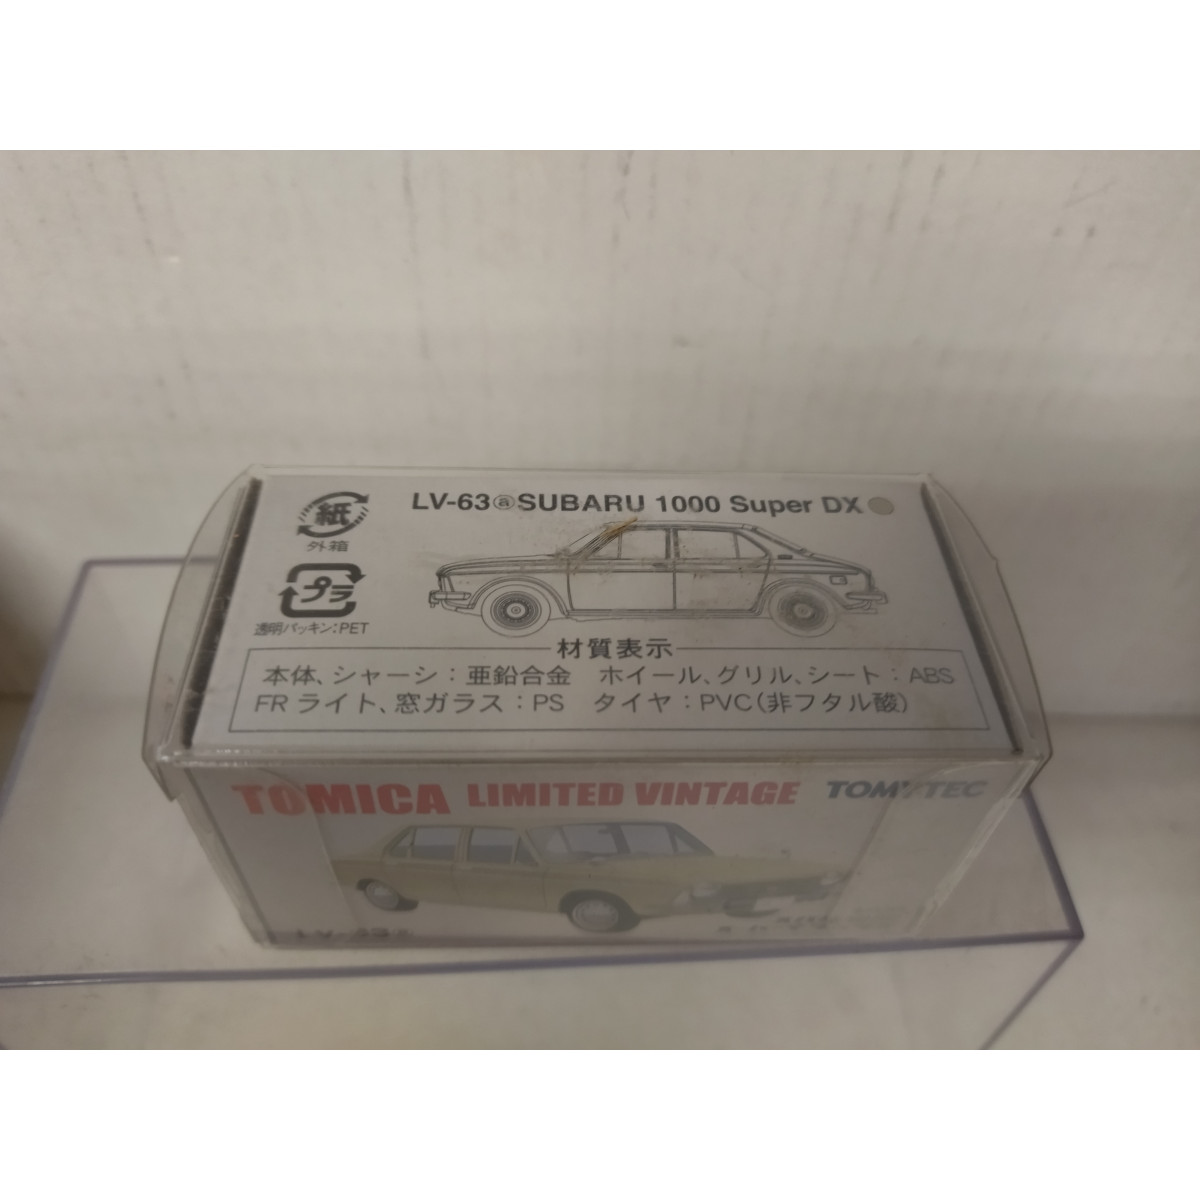 LV-63ⓐSUBARU 1000 Super DX
紙
外箱
プラ
透明パッキン:PET
材質表示
本体、シャーシ:亜鉛合金 ホイール、グリル、シート:ABS
FRライト、窓ガラス:PS タイヤ:PVC(非フタル酸)
TOMICA LIMITED VINTAGE TOMYTEC
LV-63ⓐ